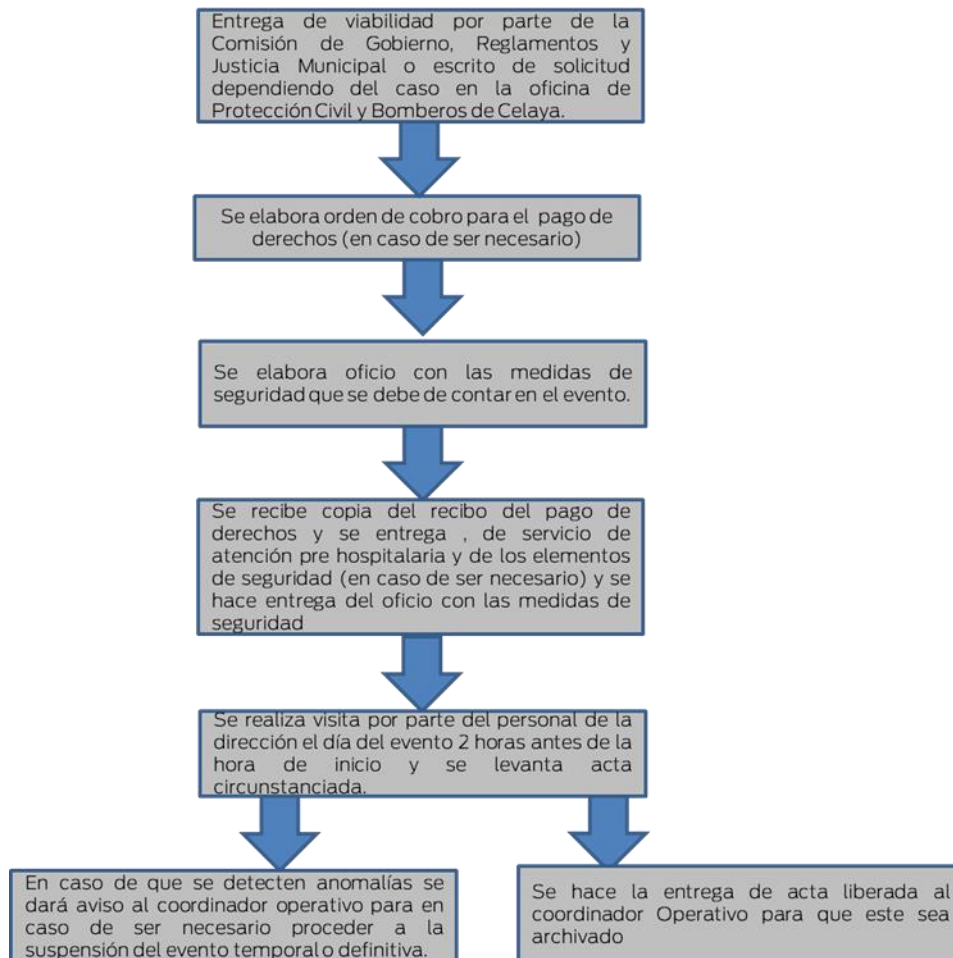 Entrega de viabilidad por parte de la
Comisión de Gobierno, Reglamentos y
Justicia Municipal o escrito de solicitud
dependiendo del caso en la oficina de
Protección Civil y Bomberos de Celaya.
Se elabora orden de cobro para el pago de
derechos (en caso de ser necesario)
Se elabora oficio con las medidas de
seguridad que se debe de contar en el evento.
Se recibe copia del recibo del pago de
derechos y se entrega , de servicio de
atención pre hospitalaria y de los elementos
de seguridad (en caso de ser necesario) y se
hace entrega del oficio con las medidas de
seguridad
Se realiza visita por parte del personal de la
dirección el día del evento 2 horas antes de la
hora de inicio y se levanta acta
circunstanciada.
En caso de que se detecten anomalías se
dará aviso al coordinador operativo para en
caso de ser necesario proceder a la
suspensión del evento temporal o definitiva.
Se hace la entrega de acta liberada al
coordinador Operativo para que este sea
archivado